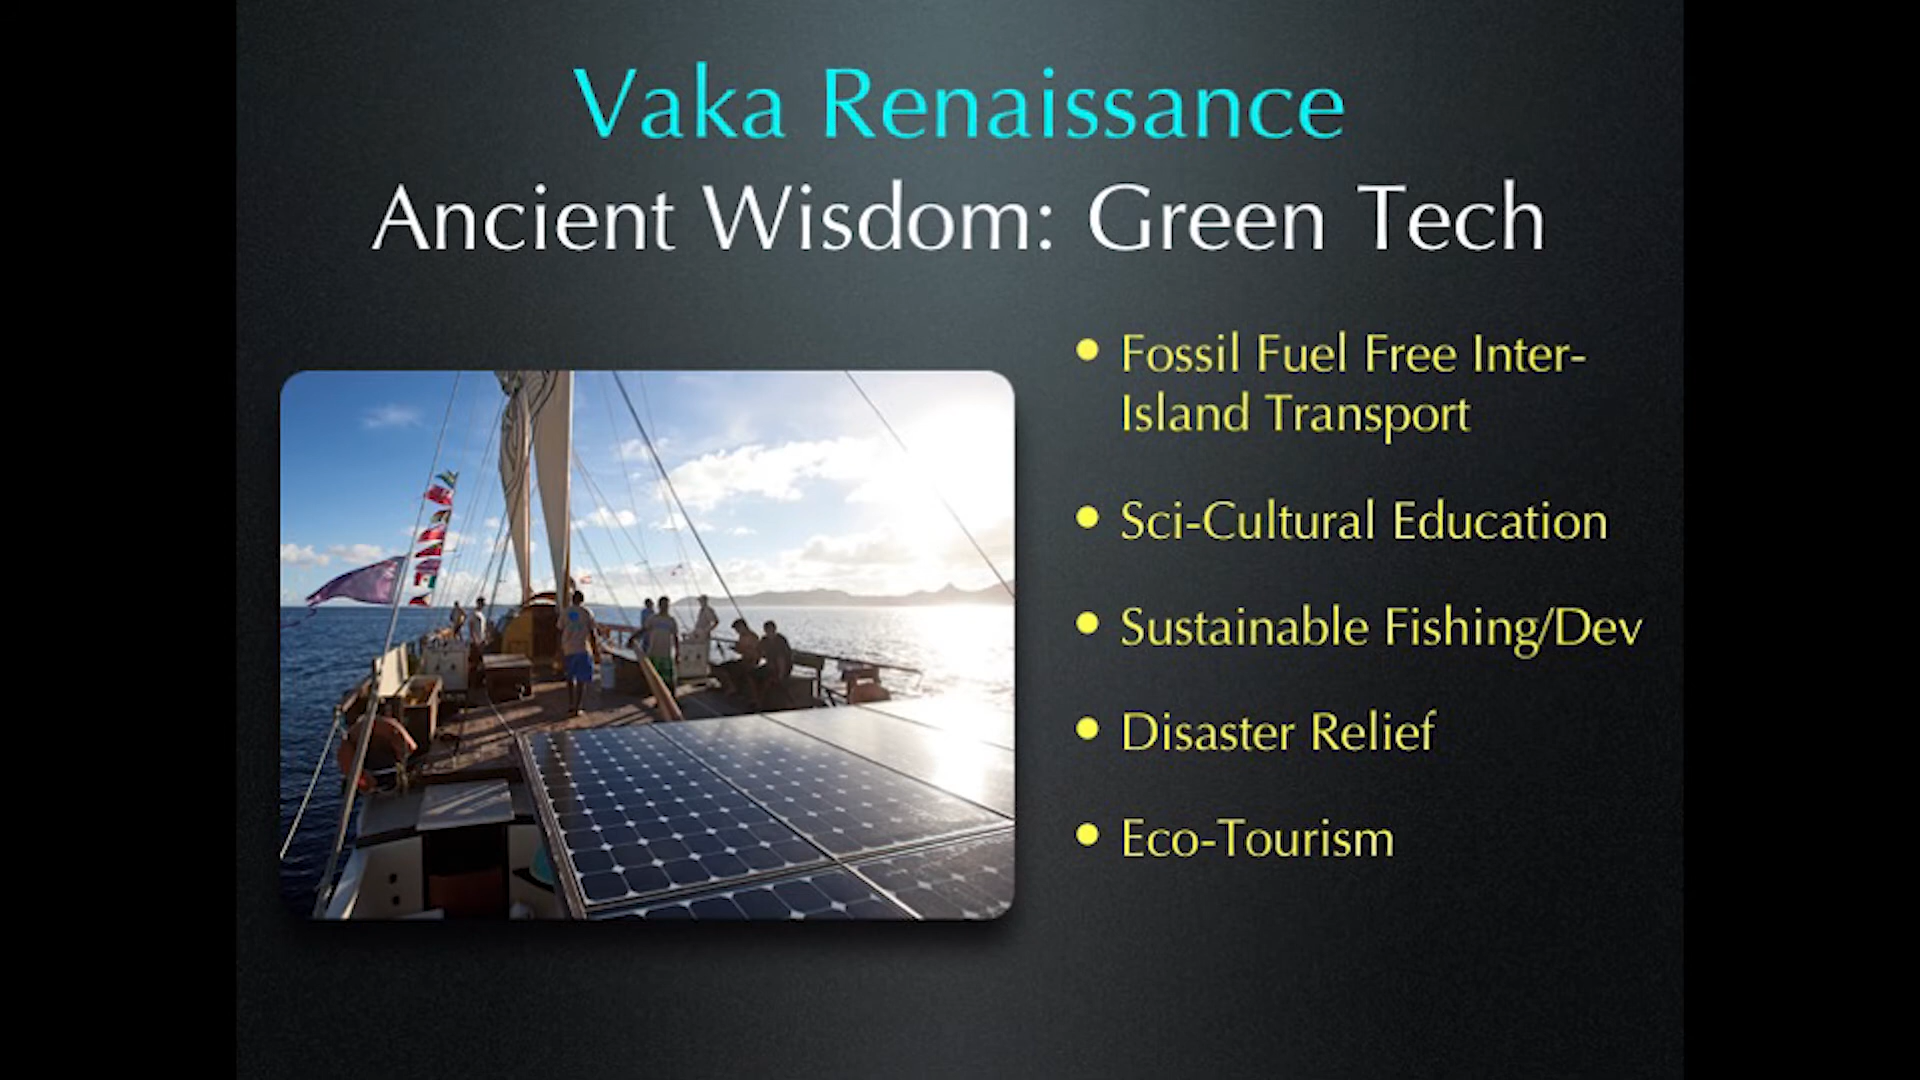 Vaka Renaissance
Ancient Wisdom: Green Tech
• Fossil Fuel Free Inter-
Island Transport
• Sci-Cultural Education
• Sustainable Fishing/Dev
• Disaster Relief
• Eco-Tourism